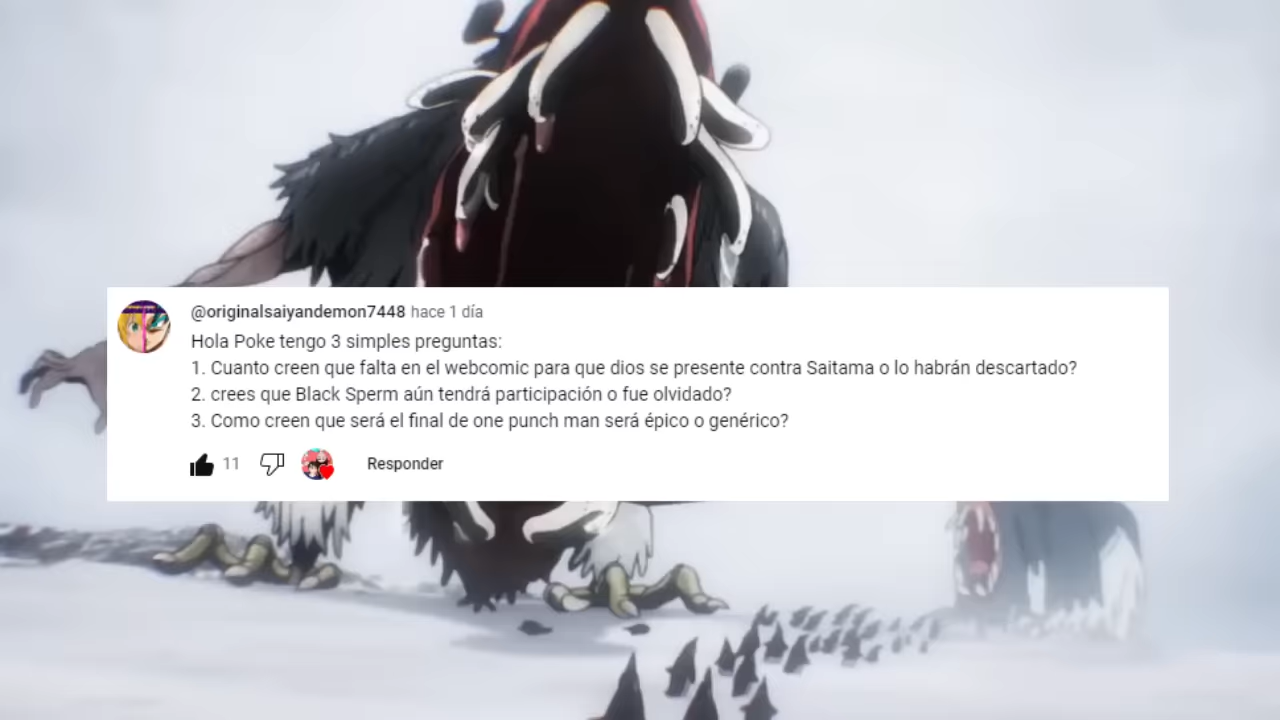 @originalsaiyandemon7448 hace 1 día
Hola Poke tengo 3 simples preguntas:
1. Cuanto creen que falta en el webcomic para que dios se presente contra Saitama o lo habrán descartado?
2. crees que Black Sperm aún tendrá participación o fue olvidado?
3. Como creen que será el final de one punch man será épico o genérico?
11 Responder